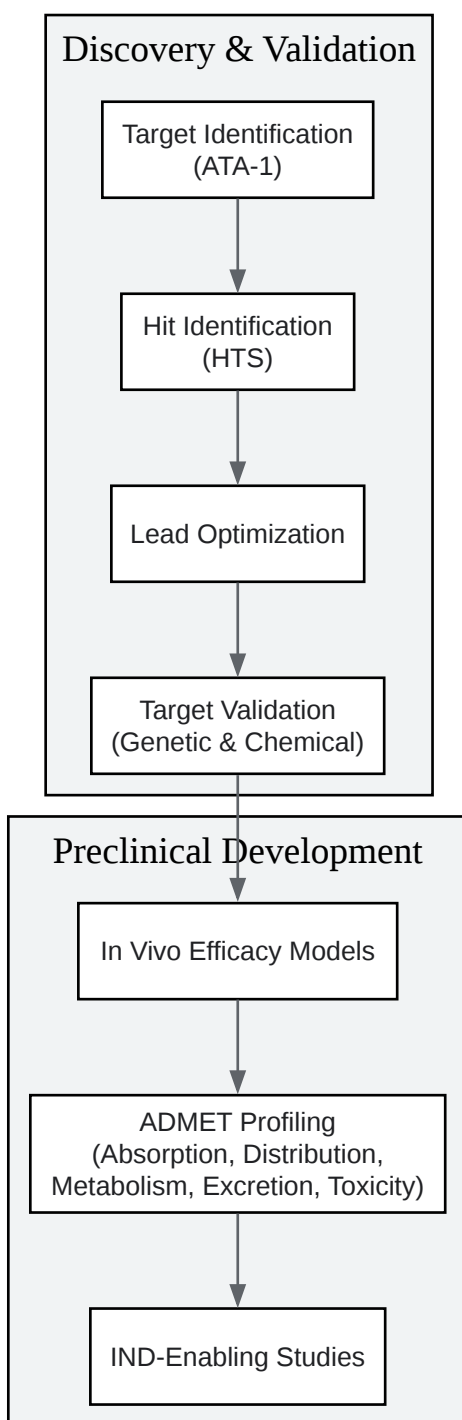 Discovery & Validation
Target Identification
(ATA-1)
Hit Identification
(HTS)
Lead Optimization
Target Validation
(Genetic & Chemical)
Preclinical Development
In Vivo Efficacy Models
ADMET Profiling
(Absorption, Distribution,
Metabolism, Excretion, Toxicity)
IND-Enabling Studies